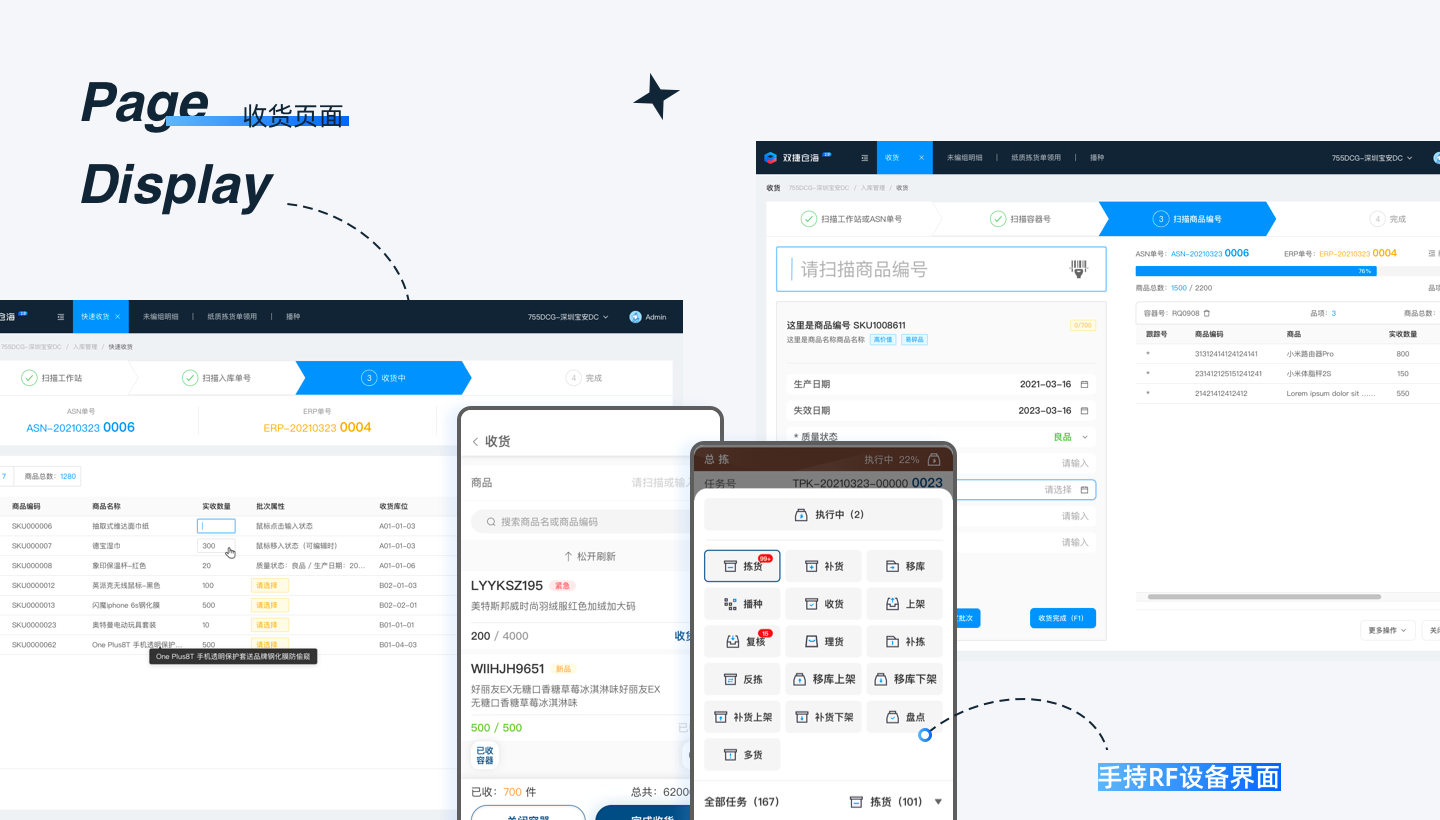 Page
收货页面
Display
双捷仓海
收货
未编组明细
纸质拣货单领用
播种
755DCG-深圳宝安DC
收货 755DCG-深圳宝安DC / 入库管理 / 收货
扫描工作站或ASN单号
扫描容器号
3 扫描商品编号
4 完成
请扫描商品编号
ASN单号: ASN-20210323 0006
ERP单号: ERP-20210323 0004
76%
商品总数: 1500 / 2200
这里是商品编号 SKU1008611
0/700
这里是商品名称商品名称 高价值 易碎品
容器号: RQ0908
品项: 3
商品总数:
跟踪号 商品编码 商品 实收数量
* 31312414124124141 小米路由器Pro 800
* 231412125151241241 小米体脂秤2S 150
* 21421412412412 Lorem ipsum dolor sit ...... 550
生产日期 2021-03-16
失效日期 2023-03-16
* 质量状态 良品
请输入
请选择
请输入
请输入
收货完成（F1）
更多操作
仓海
快速收货
未编组明细
纸质拣货单领用
播种
755DCG-深圳宝安DC
Admin
755DCG-深圳宝安DC / 入库管理 / 快速收货
扫描工作站
扫描入库单号
3 收货中
4 完成
ASN单号
ASN-20210323 0006
ERP单号
ERP-20210323 0004
7 商品总数: 1280
商品编码 商品名称 实收数量 批次属性 收货库位
SKU000006 抽取式维达面巾纸 鼠标点击输入状态 A01-01-03
SKU000007 德宝湿巾 300 鼠标移入状态（可编辑时） A01-01-03
SKU000008 象印保温杯-红色 20 质量状态：良品 / 生产日期：20... A01-01-06
SKU0000012 英派克无线鼠标-黑色 100 请选择 B02-01-03
SKU0000013 闪魔iphone 6s钢化膜 500 请选择 B02-02-01
SKU0000023 奥特曼电动玩具套装 10 请选择 B01-01-01
SKU0000062 One Plus8T 手机透明保护... 500 请选择 B01-04-03
One Plus8T 手机透明保护套送品牌钢化膜防偷窥
收货
商品 请扫描或输
搜索商品名或商品编码
松开刷新
LYYKSZ195 紧急
美特斯邦威时尚羽绒服红色加绒加大码
200 / 4000 收货
WIIHJH9651 新品
好丽友EX无糖口香糖草莓冰淇淋味好丽友EX
无糖口香糖草莓冰淇淋味
500 / 500
已收
容器
已收: 700 件
总共: 6200
关闭容器
完成收货
总拣
执行中 22%
任务号 TPK-20210323-00000 0023
执行中（2）
拣货 99+
补货
移库
播种
收货
上架
复核 15
理货
补拣
反拣
移库上架
移库下架
补货上架
补货下架
盘点
多货
全部任务（167）
拣货（101）
手持RF设备界面